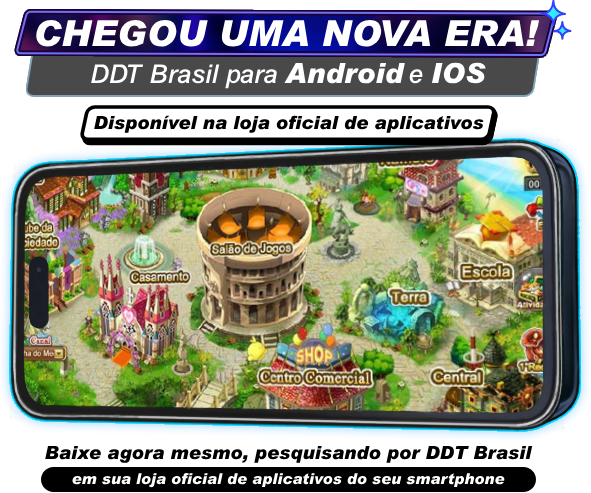 CHEGOU UMA NOVA ERA!
DDT Brasil para Android e IOS
Disponível na loja oficial de aplicativos
00
Salão de Jogos
Casamento
Escola
Terra
Canal
SHOP
Centro Comercial
Central
Baixe agora mesmo, pesquisando por DDT Brasil
em sua loja oficial de aplicativos do seu smartphone